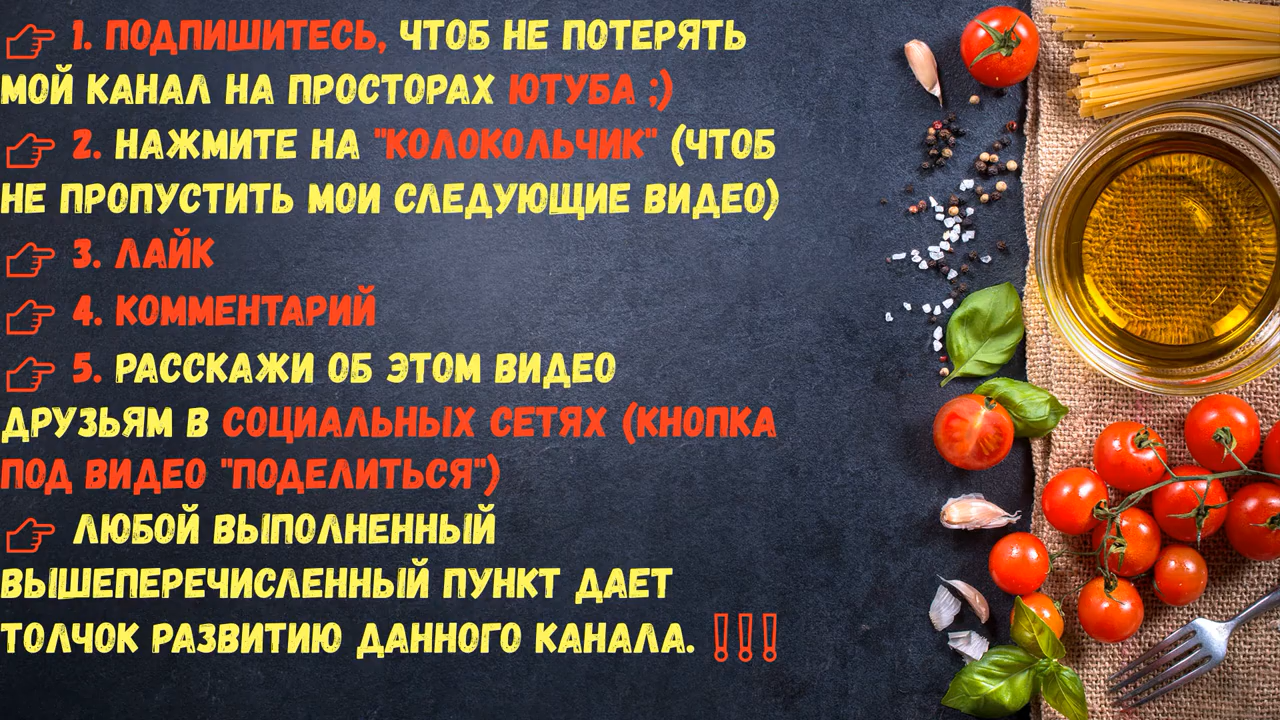 👉 1. ПОДПИШИТЕСЬ, ЧТОБ НЕ ПОТЕРЯТЬ
МОЙ КАНАЛ НА ПРОСТОРАХ ЮТУБА ;)
👉 2. НАЖМИТЕ НА "КОЛОКОЛЬЧИК" (ЧТОБ
НЕ ПРОПУСТИТЬ МОИ СЛЕДУЮЩИЕ ВИДЕО)
👉 3. ЛАЙК
👉 4. КОММЕНТАРИЙ
👉 5. РАССКАЖИ ОБ ЭТОМ ВИДЕО
ДРУЗЬЯМ В СОЦИАЛЬНЫХ СЕТЯХ (КНОПКА
ПОД ВИДЕО "ПОДЕЛИТЬСЯ")
👉 ЛЮБОЙ ВЫПОЛНЕННЫЙ
ВЫШЕПЕРЕЧИСЛЕННЫЙ ПУНКТ ДАЕТ
ТОЛЧОК РАЗВИТИЮ ДАННОГО КАНАЛА. ❗❗❗